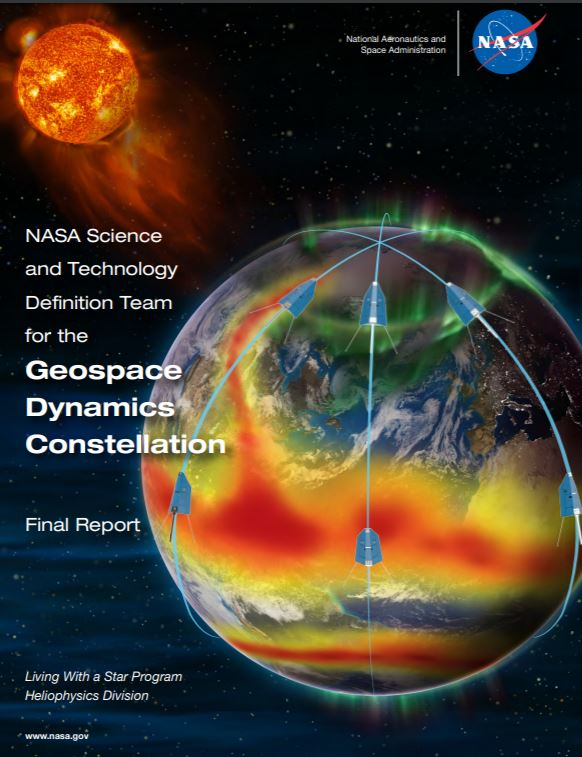 National Aeronautics and
Space Administration
NASA
NASA Science
and Technology
Definition Team
for the
Geospace
Dynamics
Constellation
Final Report
Living With a Star Program
Heliophysics Division
www.nasa.gov